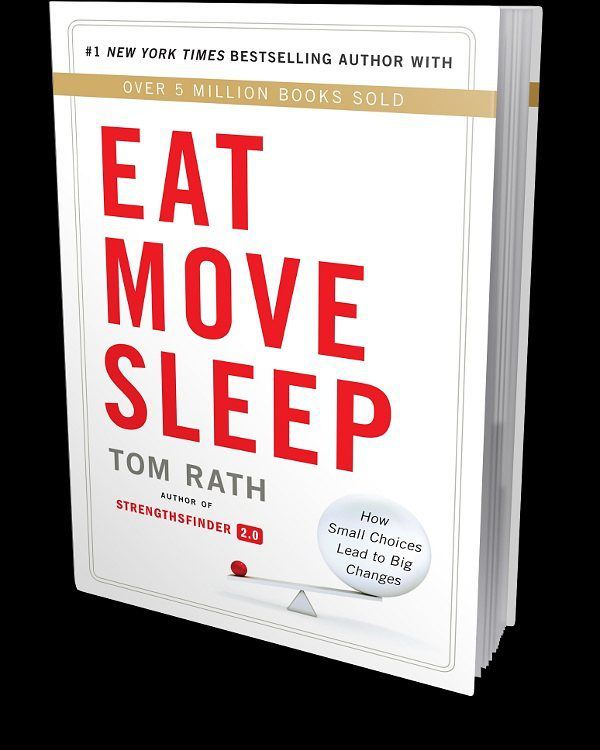 #1 NEW YORK TIMES BESTSELLING AUTHOR WITH
OVER 5 MILLION BOOKS SOLD
EAT
MOVE
SLEEP
TOM RATH
AUTHOR OF
STRENGTHSFINDER 2.0
How
Small Choices
Lead to Big
Changes